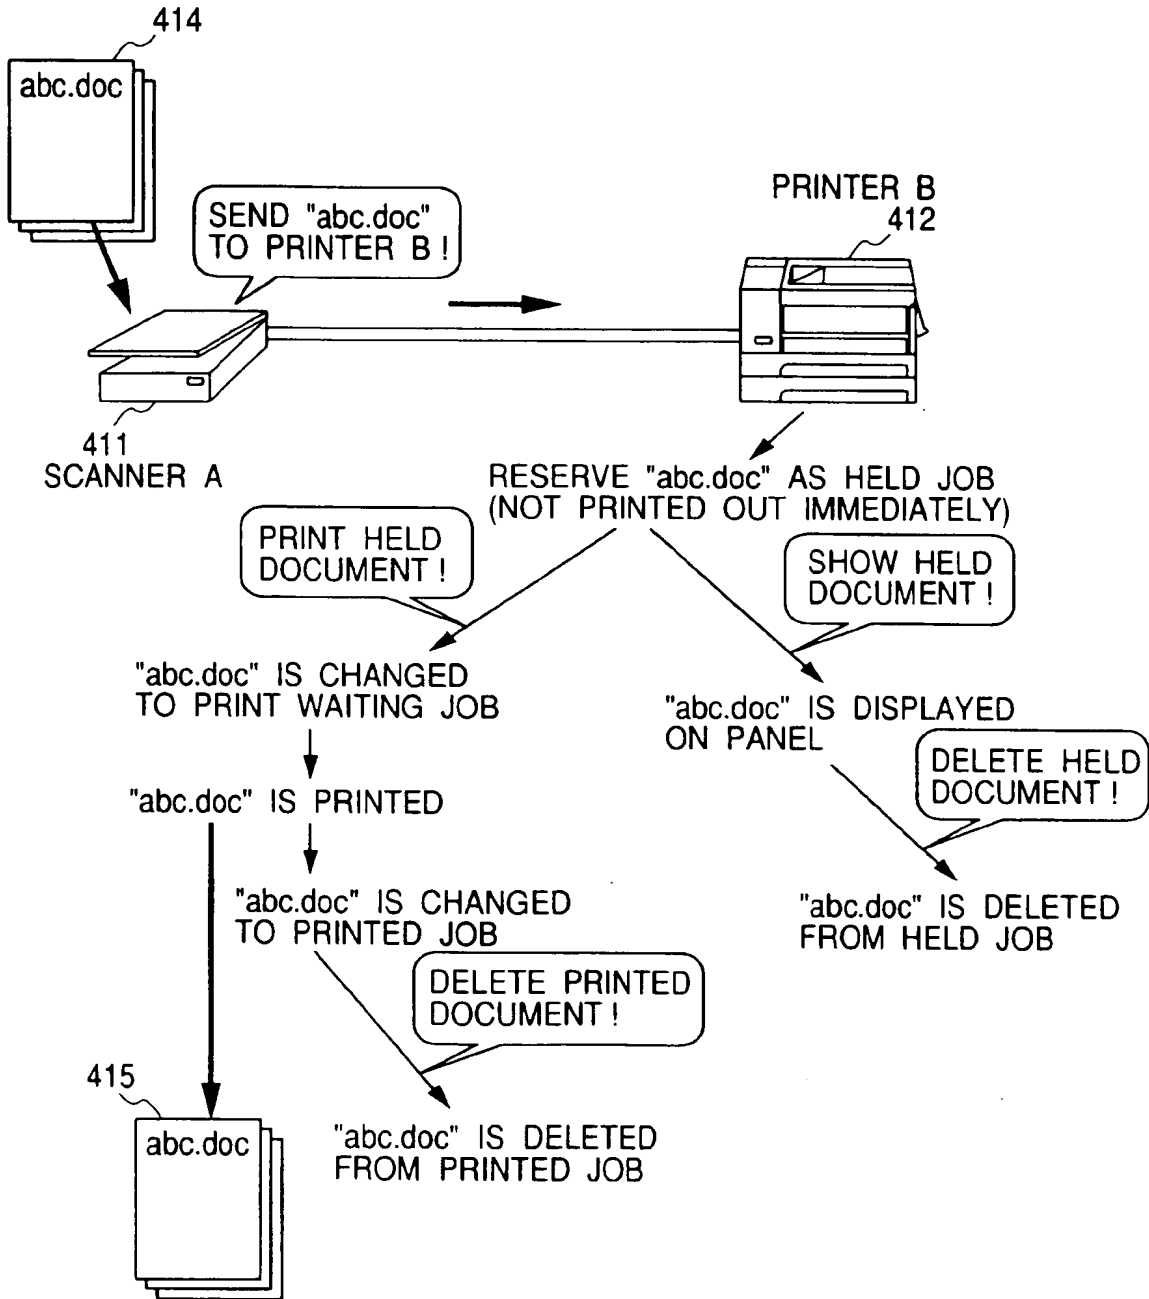 414
abc.doc
SEND "abc.doc"
TO PRINTER B !
PRINTER B
412
411
SCANNER A
RESERVE "abc.doc" AS HELD JOB
(NOT PRINTED OUT IMMEDIATELY)
PRINT HELD
DOCUMENT !
SHOW HELD
DOCUMENT !
"abc.doc" IS CHANGED
TO PRINT WAITING JOB
"abc.doc" IS DISPLAYED
ON PANEL
DELETE HELD
DOCUMENT !
"abc.doc" IS PRINTED
"abc.doc" IS CHANGED
TO PRINTED JOB
"abc.doc" IS DELETED
FROM HELD JOB
DELETE PRINTED
DOCUMENT !
415
abc.doc
"abc.doc" IS DELETED
FROM PRINTED JOB